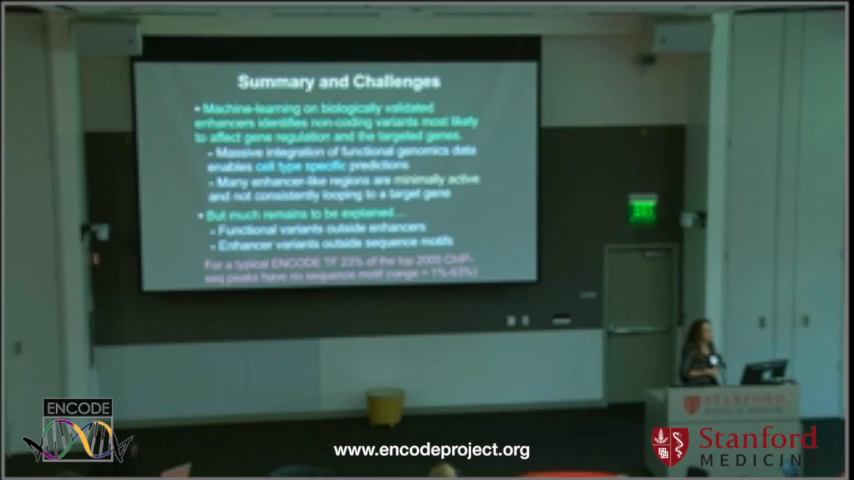 Summary and Challenges
• Machine-learning on biologically validated
enhancers identifies non-coding variants most likely
to affect gene regulation and the targeted genes.
– Massive integration of functional genomics data
enables cell type specific predictions
– Many enhancer-like regions are minimally active
and not consistently looping to a target gene
• But much remains to be explained…
– Functional variants outside enhancers
– Enhancer variants outside sequence motifs
For a typical ENCODE TF 23% of the top 2000 ChIP-
seq peaks have no sequence motif (range = 1%-63%)
STANFORD
SCHOOL OF MEDICINE
ENCODE
www.encodeproject.org
Stanford
MEDICIN